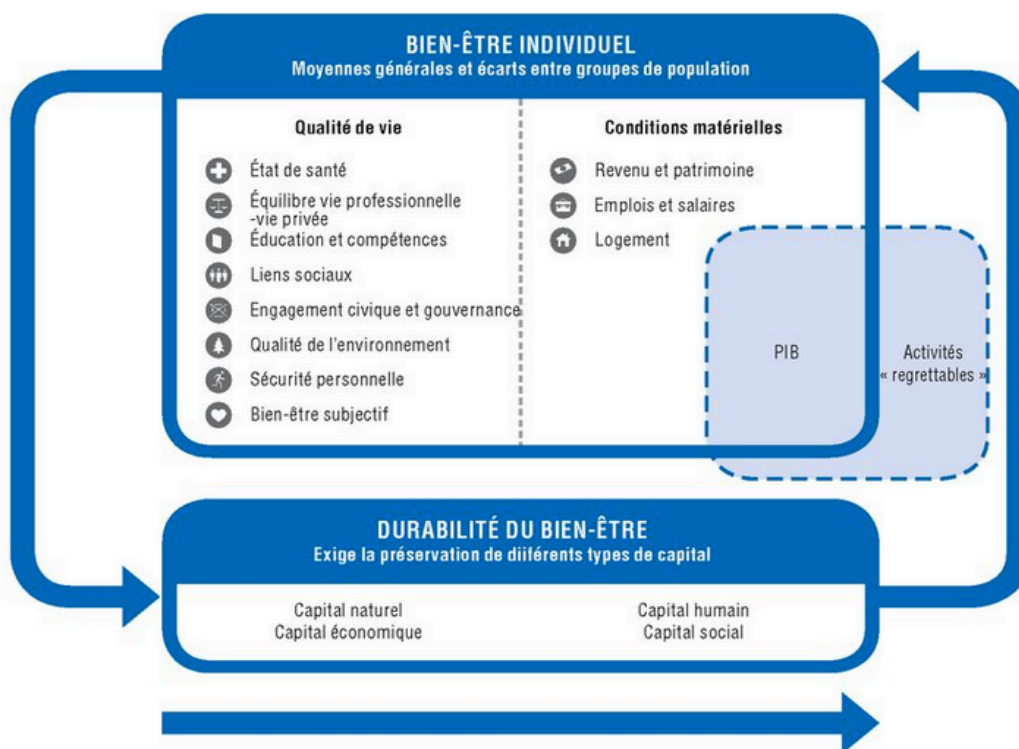 BIEN-ÊTRE INDIVIDUEL
Moyennes générales et écarts entre groupes de population
Qualité de vie
État de santé
Équilibre vie professionnelle
-vie privée
Éducation et compétences
Liens sociaux
Engagement civique et gouvernance
Qualité de l'environnement
Sécurité personnelle
Bien-être subjectif
Conditions matérielles
Revenu et patrimoine
Emplois et salaires
Logement
PIB
Activités
« regrettables »
DURABILITÉ DU BIEN-ÊTRE
Exige la préservation de diiférents types de capital
Capital naturel
Capital économique
Capital humain
Capital social